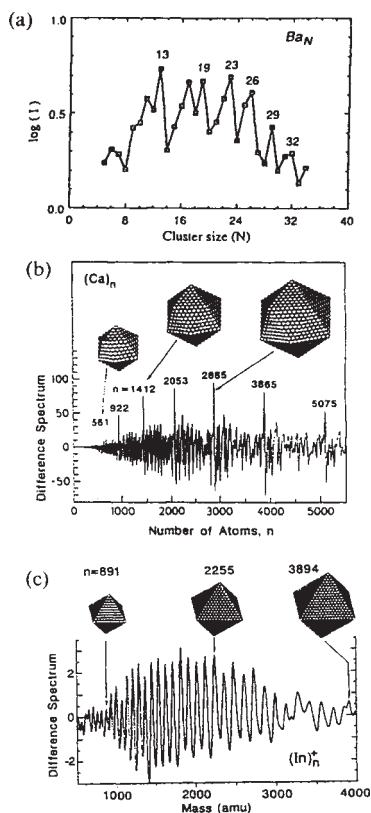 (a)
1.0
Ba_N
13
19
23
26
29
32
log ( I )
0.5
0.0
0 8 16 24 32 40
Cluster size (N)
(b)
(Ca)n
n=1412
2053
2865
3865
5075
922
561
Difference Spectrum
100
50
0
-50
1000 2000 3000 4000 5000
Number of Atoms, n
(c)
n=891
2255
3894
Difference Spectrum
2
0
-2
(In)n+
1000 2000 3000 4000
Mass (amu)